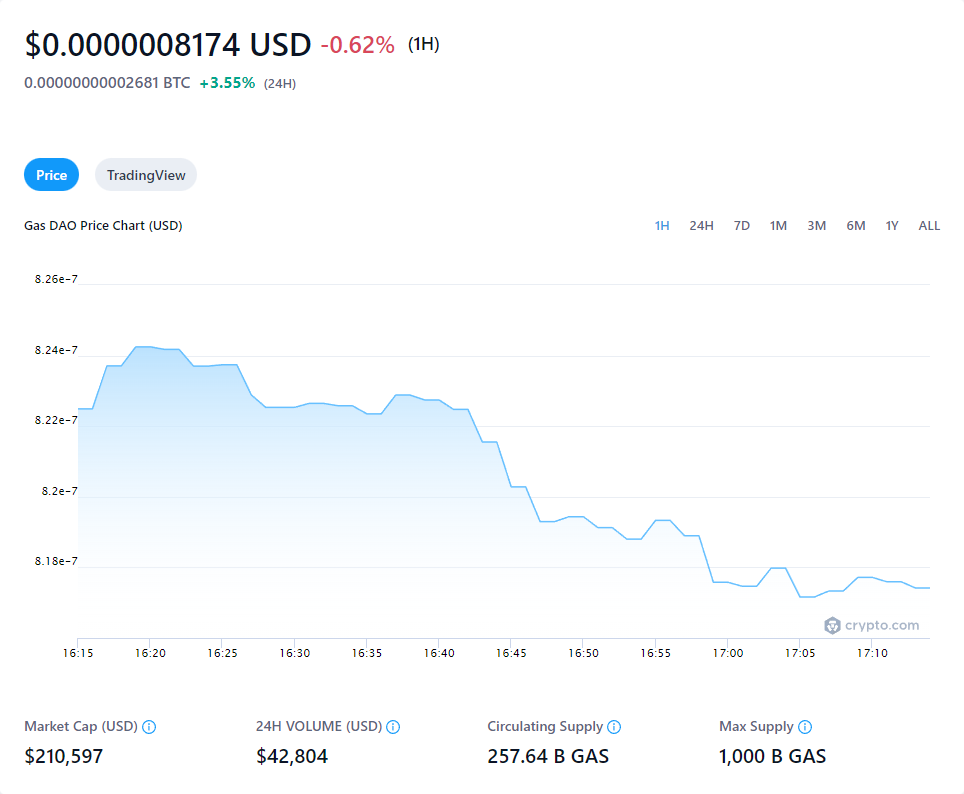 $0.0000008174 USD -0.62% (1H)
0.00000000002681 BTC +3.55% (24H)
Price TradingView
Gas DAO Price Chart (USD) 1H 24H 7D 1M 3M 6M 1Y ALL
8.26e-7
8.24e-7
8.22e-7
8.2e-7
8.18e-7
crypto.com
16:15 16:20 16:25 16:30 16:35 16:40 16:45 16:50 16:55 17:00 17:05 17:10
Market Cap (USD) 24H VOLUME (USD) Circulating Supply Max Supply
$210,597 $42,804 257.64 B GAS 1,000 B GAS